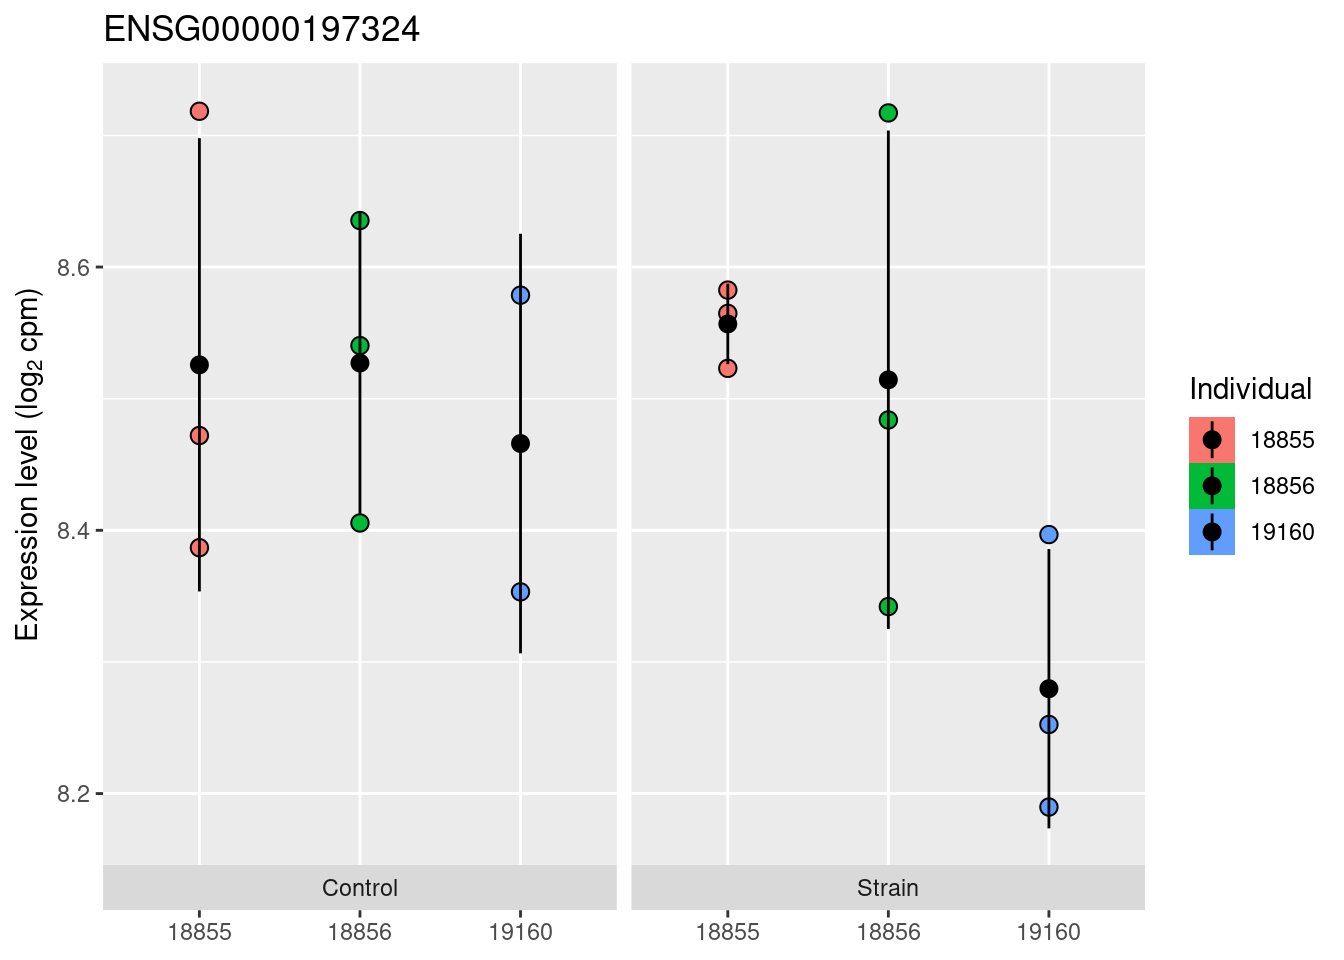 ENSG00000197324
Expression level (log₂ cpm)
8.6
8.4
8.2
Control
Strain
18855
18856
19160
18855
18856
19160
Individual
18855
18856
19160